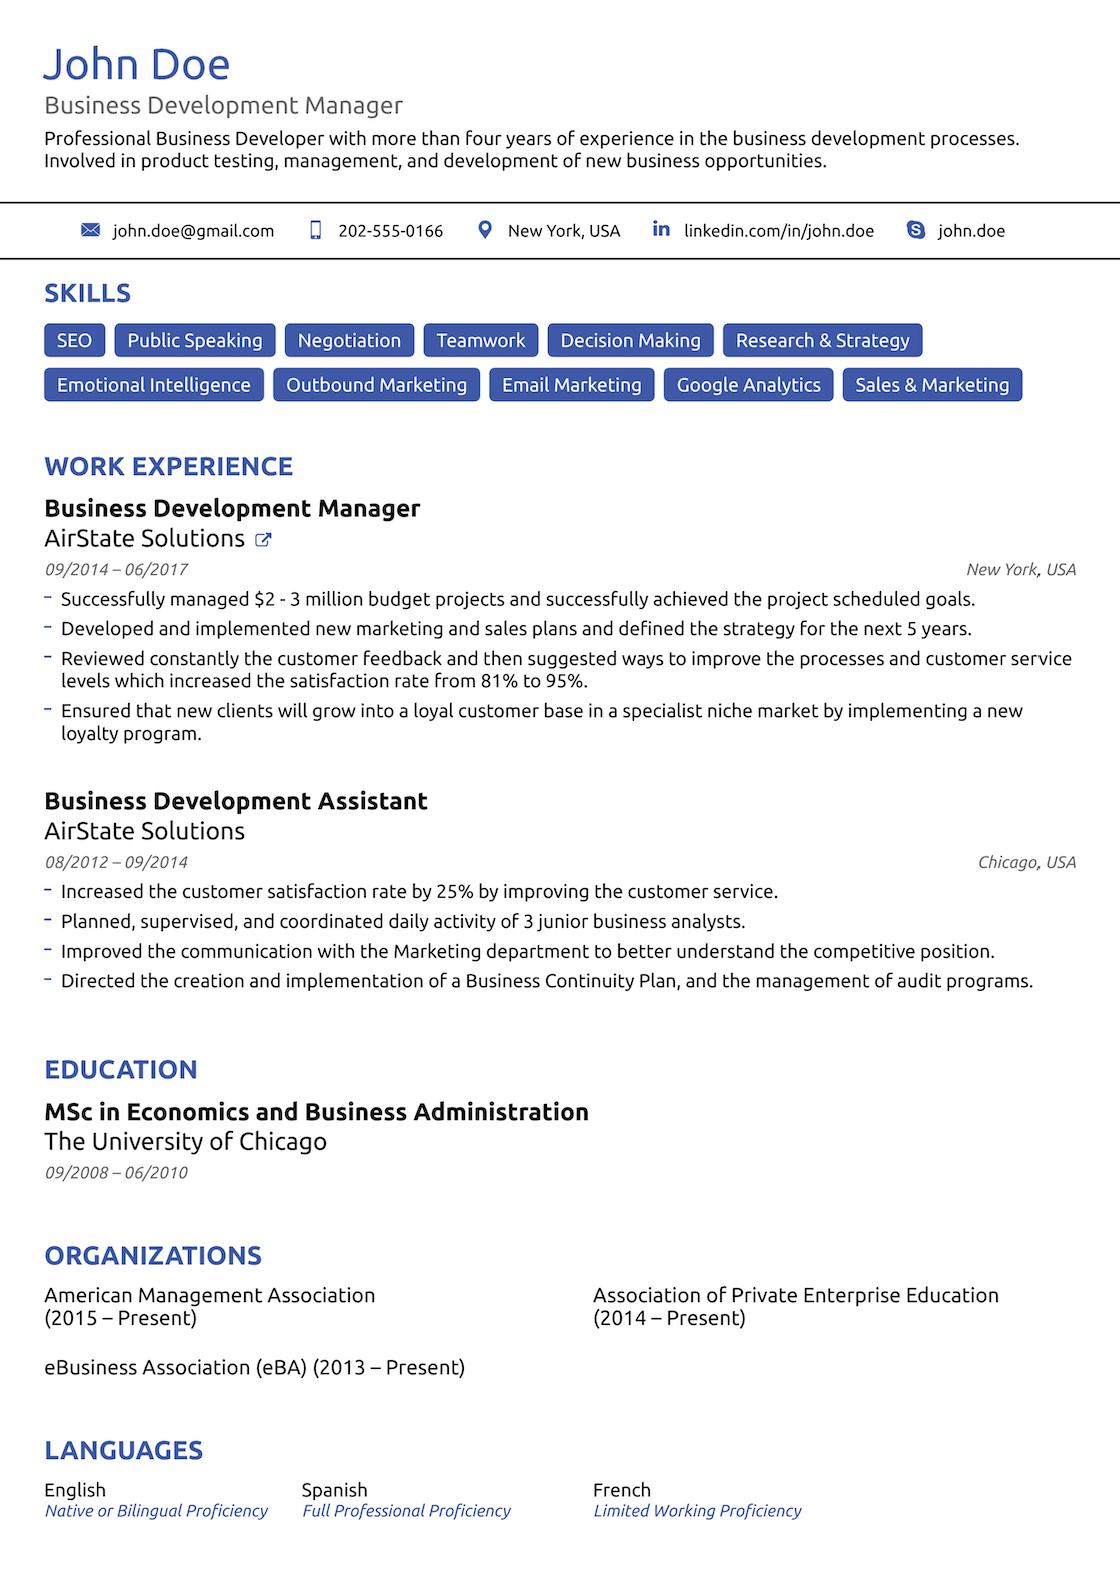 John Doe
Business Development Manager
Professional Business Developer with more than four years of experience in the business development processes.
Involved in product testing, management, and development of new business opportunities.
john.doe@gmail.com 202-555-0166 New York, USA linkedin.com/in/john.doe john.doe
SKILLS
SEO Public Speaking Negotiation Teamwork Decision Making Research & Strategy
Emotional Intelligence Outbound Marketing Email Marketing Google Analytics Sales & Marketing
WORK EXPERIENCE
Business Development Manager
AirState Solutions
09/2014 – 06/2017 New York, USA
– Successfully managed $2 - 3 million budget projects and successfully achieved the project scheduled goals.
– Developed and implemented new marketing and sales plans and defined the strategy for the next 5 years.
– Reviewed constantly the customer feedback and then suggested ways to improve the processes and customer service
levels which increased the satisfaction rate from 81% to 95%.
– Ensured that new clients will grow into a loyal customer base in a specialist niche market by implementing a new
loyalty program.
Business Development Assistant
AirState Solutions
08/2012 – 09/2014 Chicago, USA
– Increased the customer satisfaction rate by 25% by improving the customer service.
– Planned, supervised, and coordinated daily activity of 3 junior business analysts.
– Improved the communication with the Marketing department to better understand the competitive position.
– Directed the creation and implementation of a Business Continuity Plan, and the management of audit programs.
EDUCATION
MSc in Economics and Business Administration
The University of Chicago
09/2008 – 06/2010
ORGANIZATIONS
American Management Association
(2015 – Present)
Association of Private Enterprise Education
(2014 – Present)
eBusiness Association (eBA) (2013 – Present)
LANGUAGES
English
Native or Bilingual Proficiency
Spanish
Full Professional Proficiency
French
Limited Working Proficiency